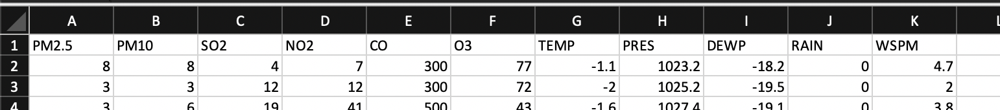 A B C D E F G H I J K L
1 PM2.5 PM10 SO2 NO2 CO O3 TEMP PRES DEWP RAIN WSPM
2 8 8 4 7 300 77 -1.1 1023.2 -18.2 0 4.7
3 3 3 12 12 300 72 -2 1025.2 -19.5 0 2
4 3 6 19 41 500 43 -1.6 1027.4 -19.1 0 3.8